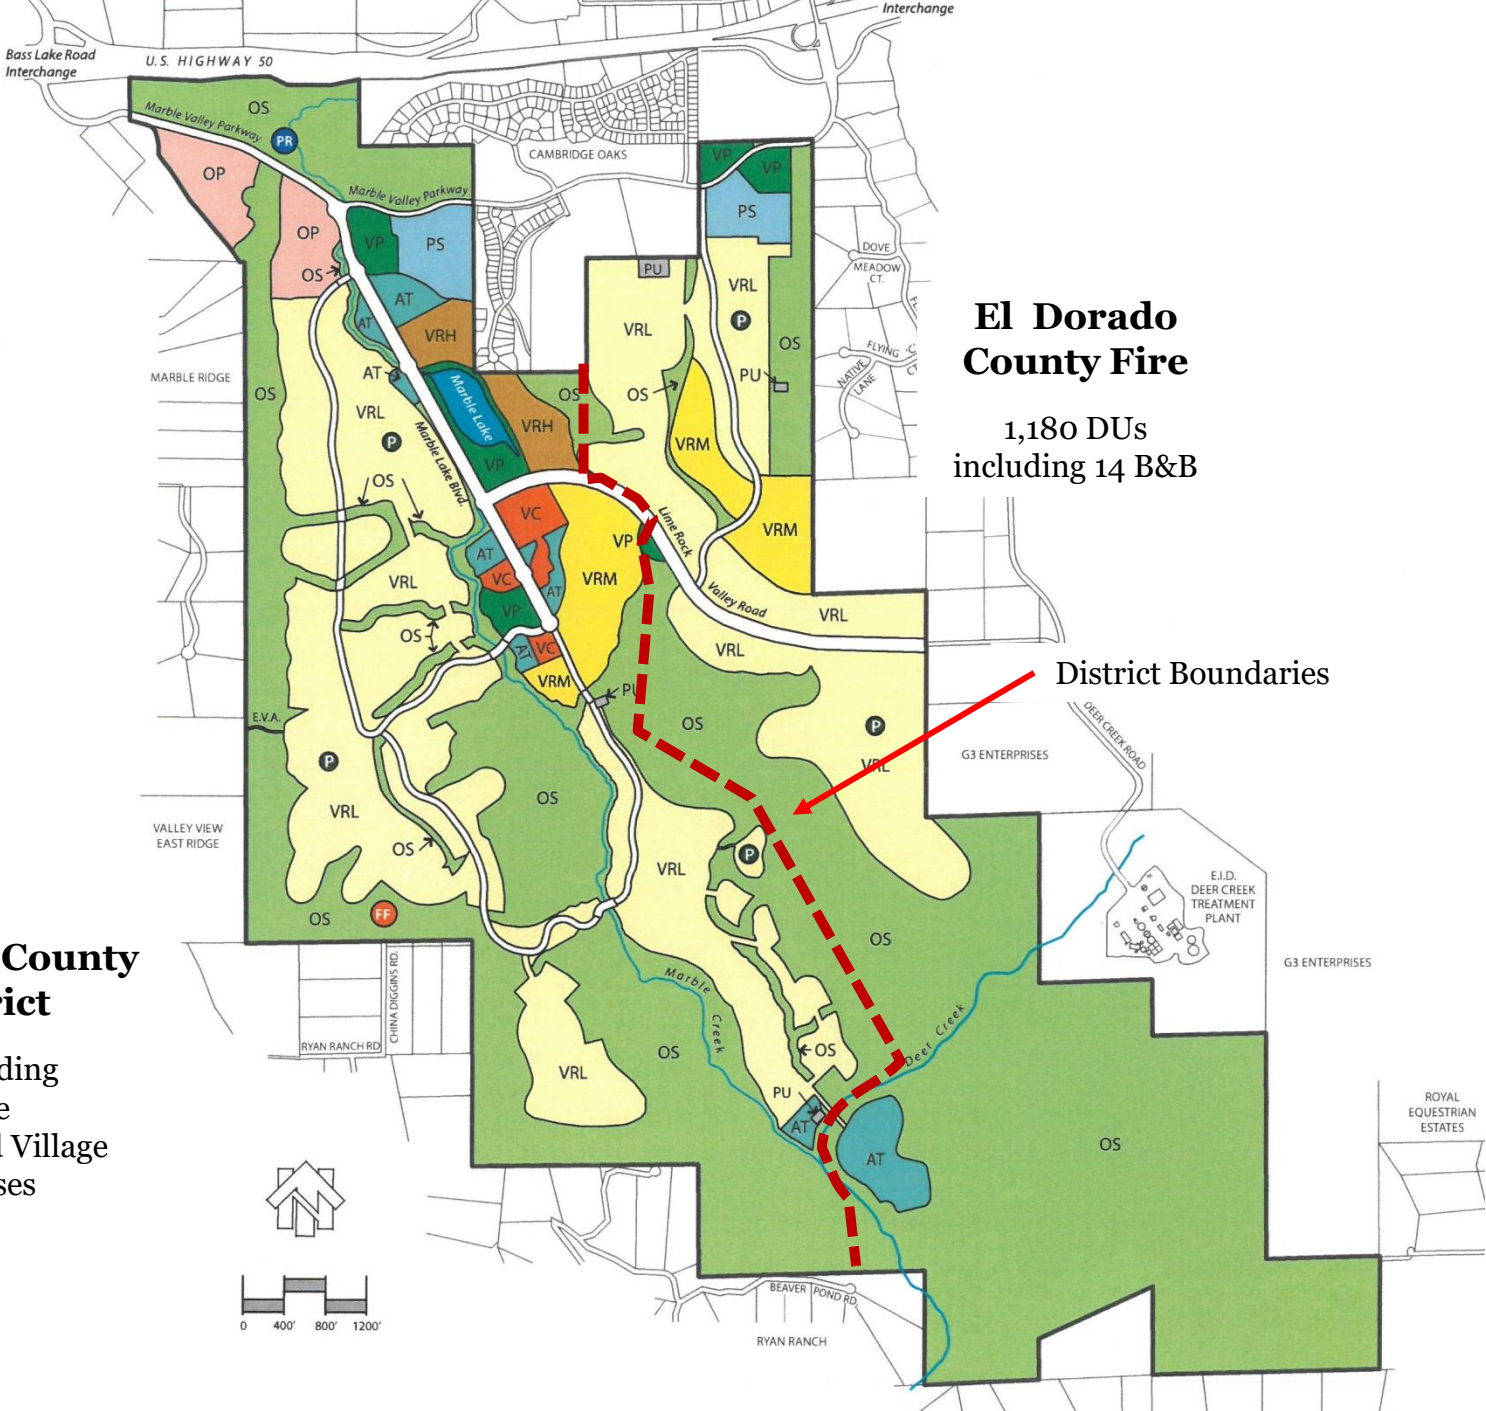 Interchange
Bass Lake Road
Interchange
U.S. HIGHWAY 50
OS
Marble Valley Parkway
PR
CAMBRIDGE OAKS
VP
VP
OP
Marble Valley Parkway
PS
OP
VP
PS
DOVE
MEADOW
CT.
OS
PU
VRL
AT
AT
VRH
VRL
P
OS
FLYING
NATIVE
LANE
El Dorado
County Fire
1,180 DUs
including 14 B&B
MARBLE RIDGE
AT
PU
OS
OS
OS
VRL
Marble Lake
VRH
P
Marble Lake Blvd.
VRM
VP
OS
VC
Lime Rock
Valley Road
VRM
VP
AT
VRL
VC
VRM
AT
VP
VRL
OS
AT
VC
VRL
VRM
PU
District Boundaries
E.V.A.
OS
P
DEER CREEK ROAD
G3 ENTERPRISES
P
VRL
OS
VRL
VALLEY VIEW
EAST RIDGE
OS
P
VRL
E.I.D.
DEER CREEK
TREATMENT
PLANT
OS
FF
OS
County
rict
G3 ENTERPRISES
Marble
Creek
CHINA DIGGINS RD.
Deer Creek
RYAN RANCH RD
OS
OS
VRL
ding
e
l Village
ses
PU
AT
AT
OS
ROYAL
EQUESTRIAN
ESTATES
N
BEAVER POND RD.
0 400' 800' 1200'
RYAN RANCH